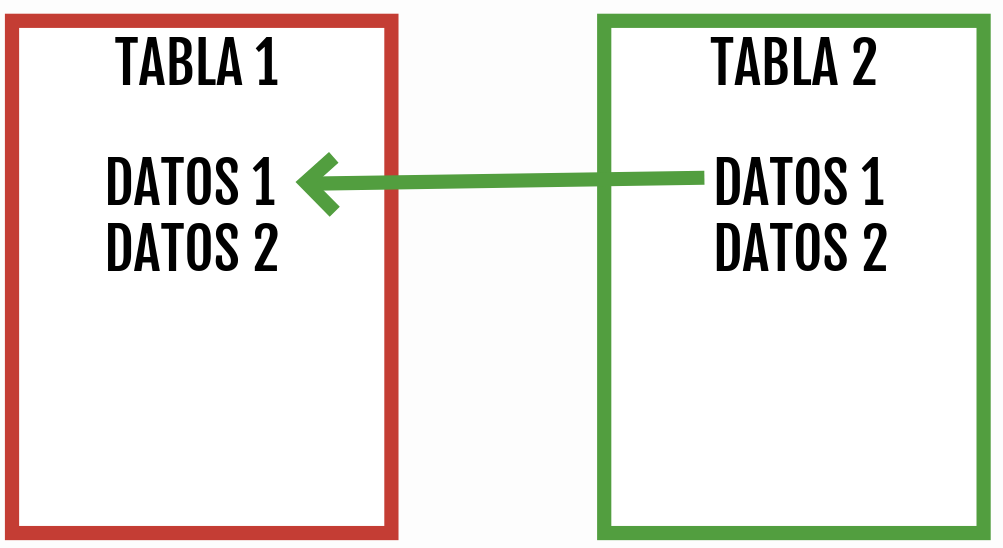 TABLA 1
DATOS 1
DATOS 2
TABLA 2
DATOS 1
DATOS 2